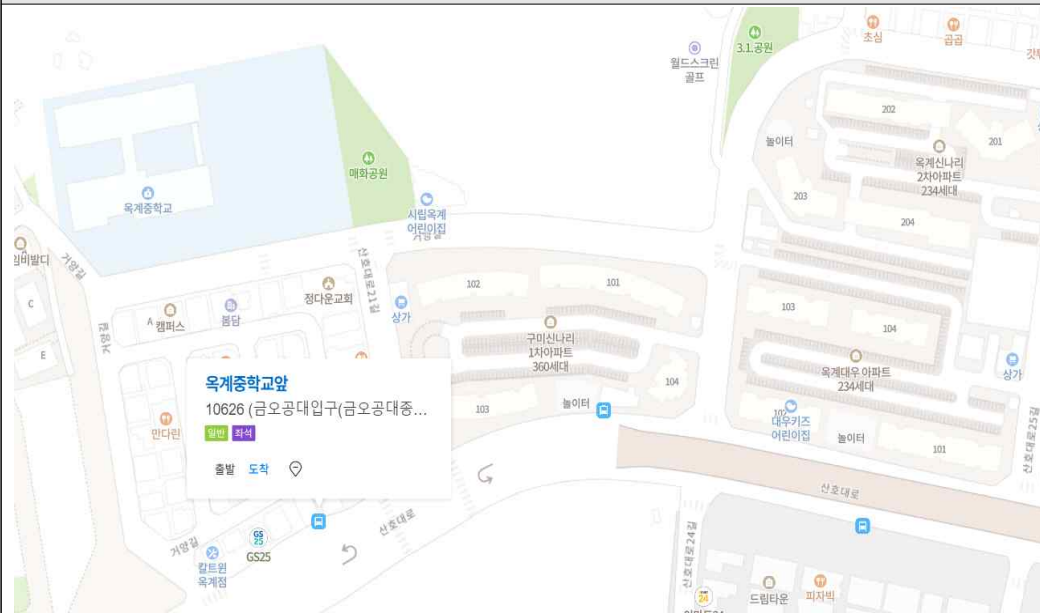 초심
곱곱
3.1.공원
월드스크린
골프
202
놀이터
201
옥계신나리
2차아파트
234세대
매화공원
203
옥계중학교
시립옥계
어린이집
204
산호대로21길
거양길
102
101
정다운교회
상가
103
C
A 캠퍼스
봄담
구미신나리
1차아파트
360세대
104
E
옥계대우 아파트
234세대
상가
옥계중학교앞
10626 (금오공대입구(금오공대종...
일반 좌석
출발 도착
만다린
103
놀이터
104
대우키즈
어린이집
놀이터
101
산호대로25길
산호대로
산호대로
거양길
GS25
칼트윈
옥계점
산호대로24길
24
드림타운
피자빅